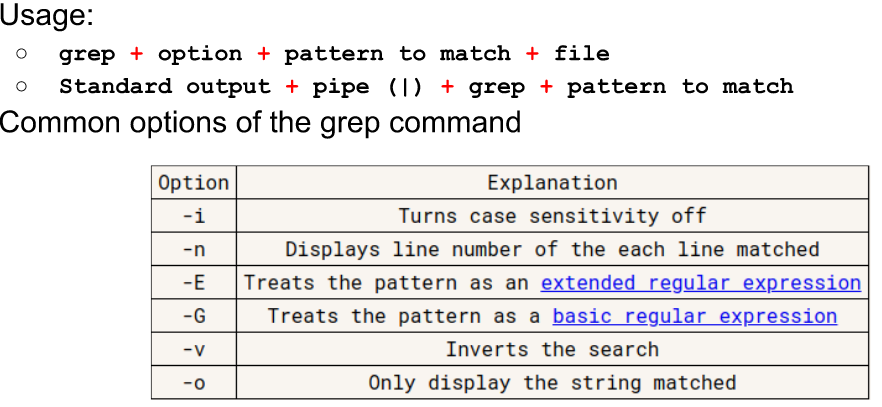 Usage:
○ grep + option + pattern to match + file
○ Standard output + pipe (|) + grep + pattern to match
Common options of the grep command
Option Explanation
-i Turns case sensitivity off
-n Displays line number of the each line matched
-E Treats the pattern as an extended regular expression
-G Treats the pattern as a basic regular expression
-v Inverts the search
-o Only display the string matched